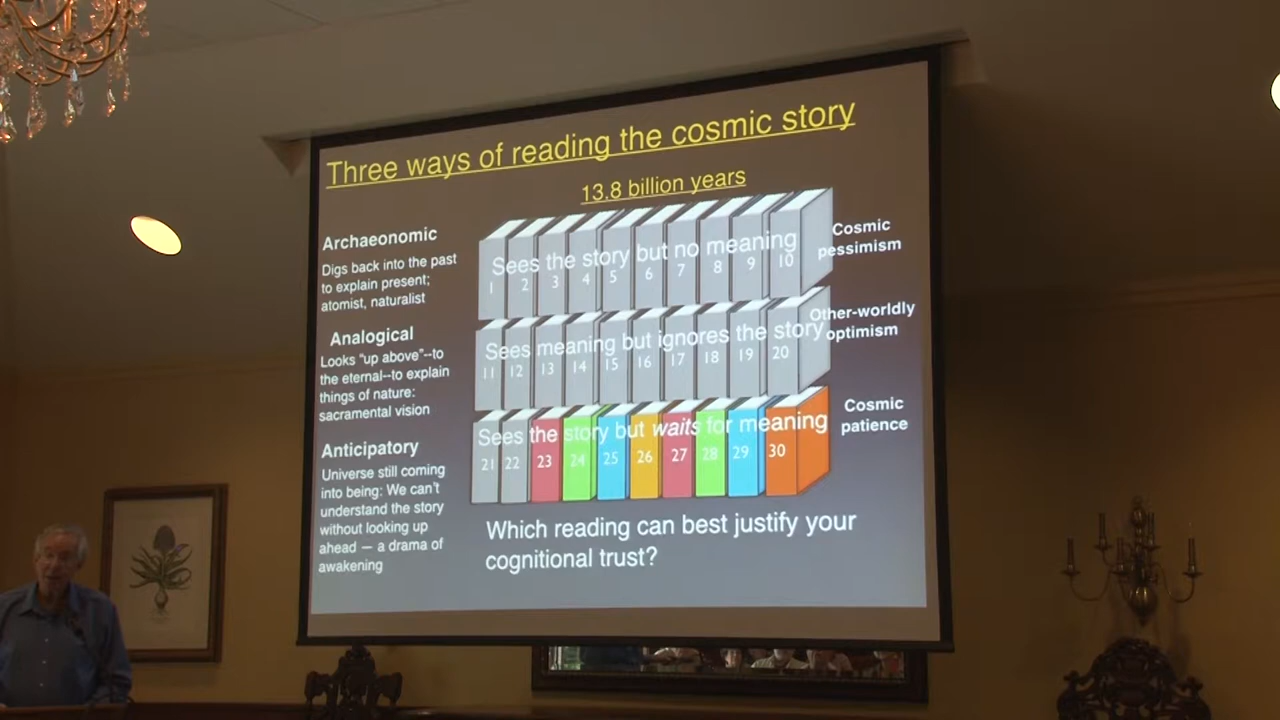 Three ways of reading the cosmic story
13.8 billion years
Archaeonomic
Digs back into the past
to explain present;
atomist, naturalist
Sees the story but no meaning
1 2 3 4 5 6 7 8 9 10
Cosmic
pessimism
Analogical
Looks "up above"--to
the eternal--to explain
things of nature:
sacramental vision
Sees meaning but ignores the story
11 12 13 14 15 16 17 18 19 20
Other-worldly
optimism
Anticipatory
Universe still coming
into being: We can't
understand the story
without looking up
ahead — a drama of
awakening
Sees the story but waits for meaning
21 22 23 24 25 26 27 28 29 30
Cosmic
patience
Which reading can best justify your
cognitional trust?